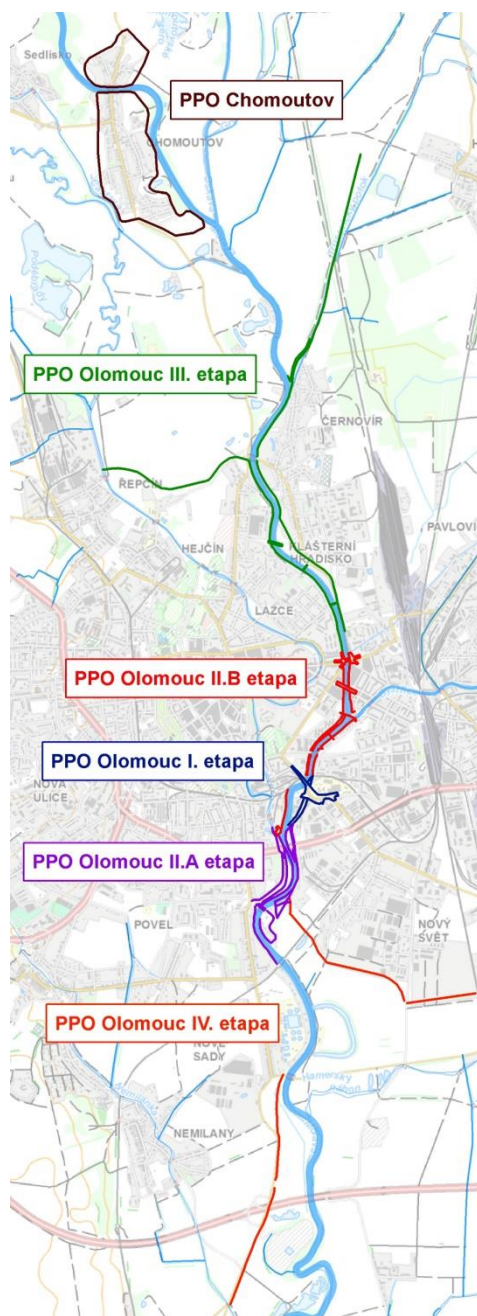 Sedlisko
PPO Chomoutov
CHOMOUTOV
PPO Olomouc III. etapa
ČERNOVÍR
ŘEPČÍN
PAVLOVI
HEJČÍN
KLÁŠTERNÍ
HRADISKO
LAZCE
PPO Olomouc II.B etapa
PPO Olomouc I. etapa
NOVÁ
ULICE
PPO Olomouc II.A etapa
POVEL
NOVÝ
SVĚT
PPO Olomouc IV. etapa
NOVÉ
SADY
Hamerský
náhon
NEMILANY